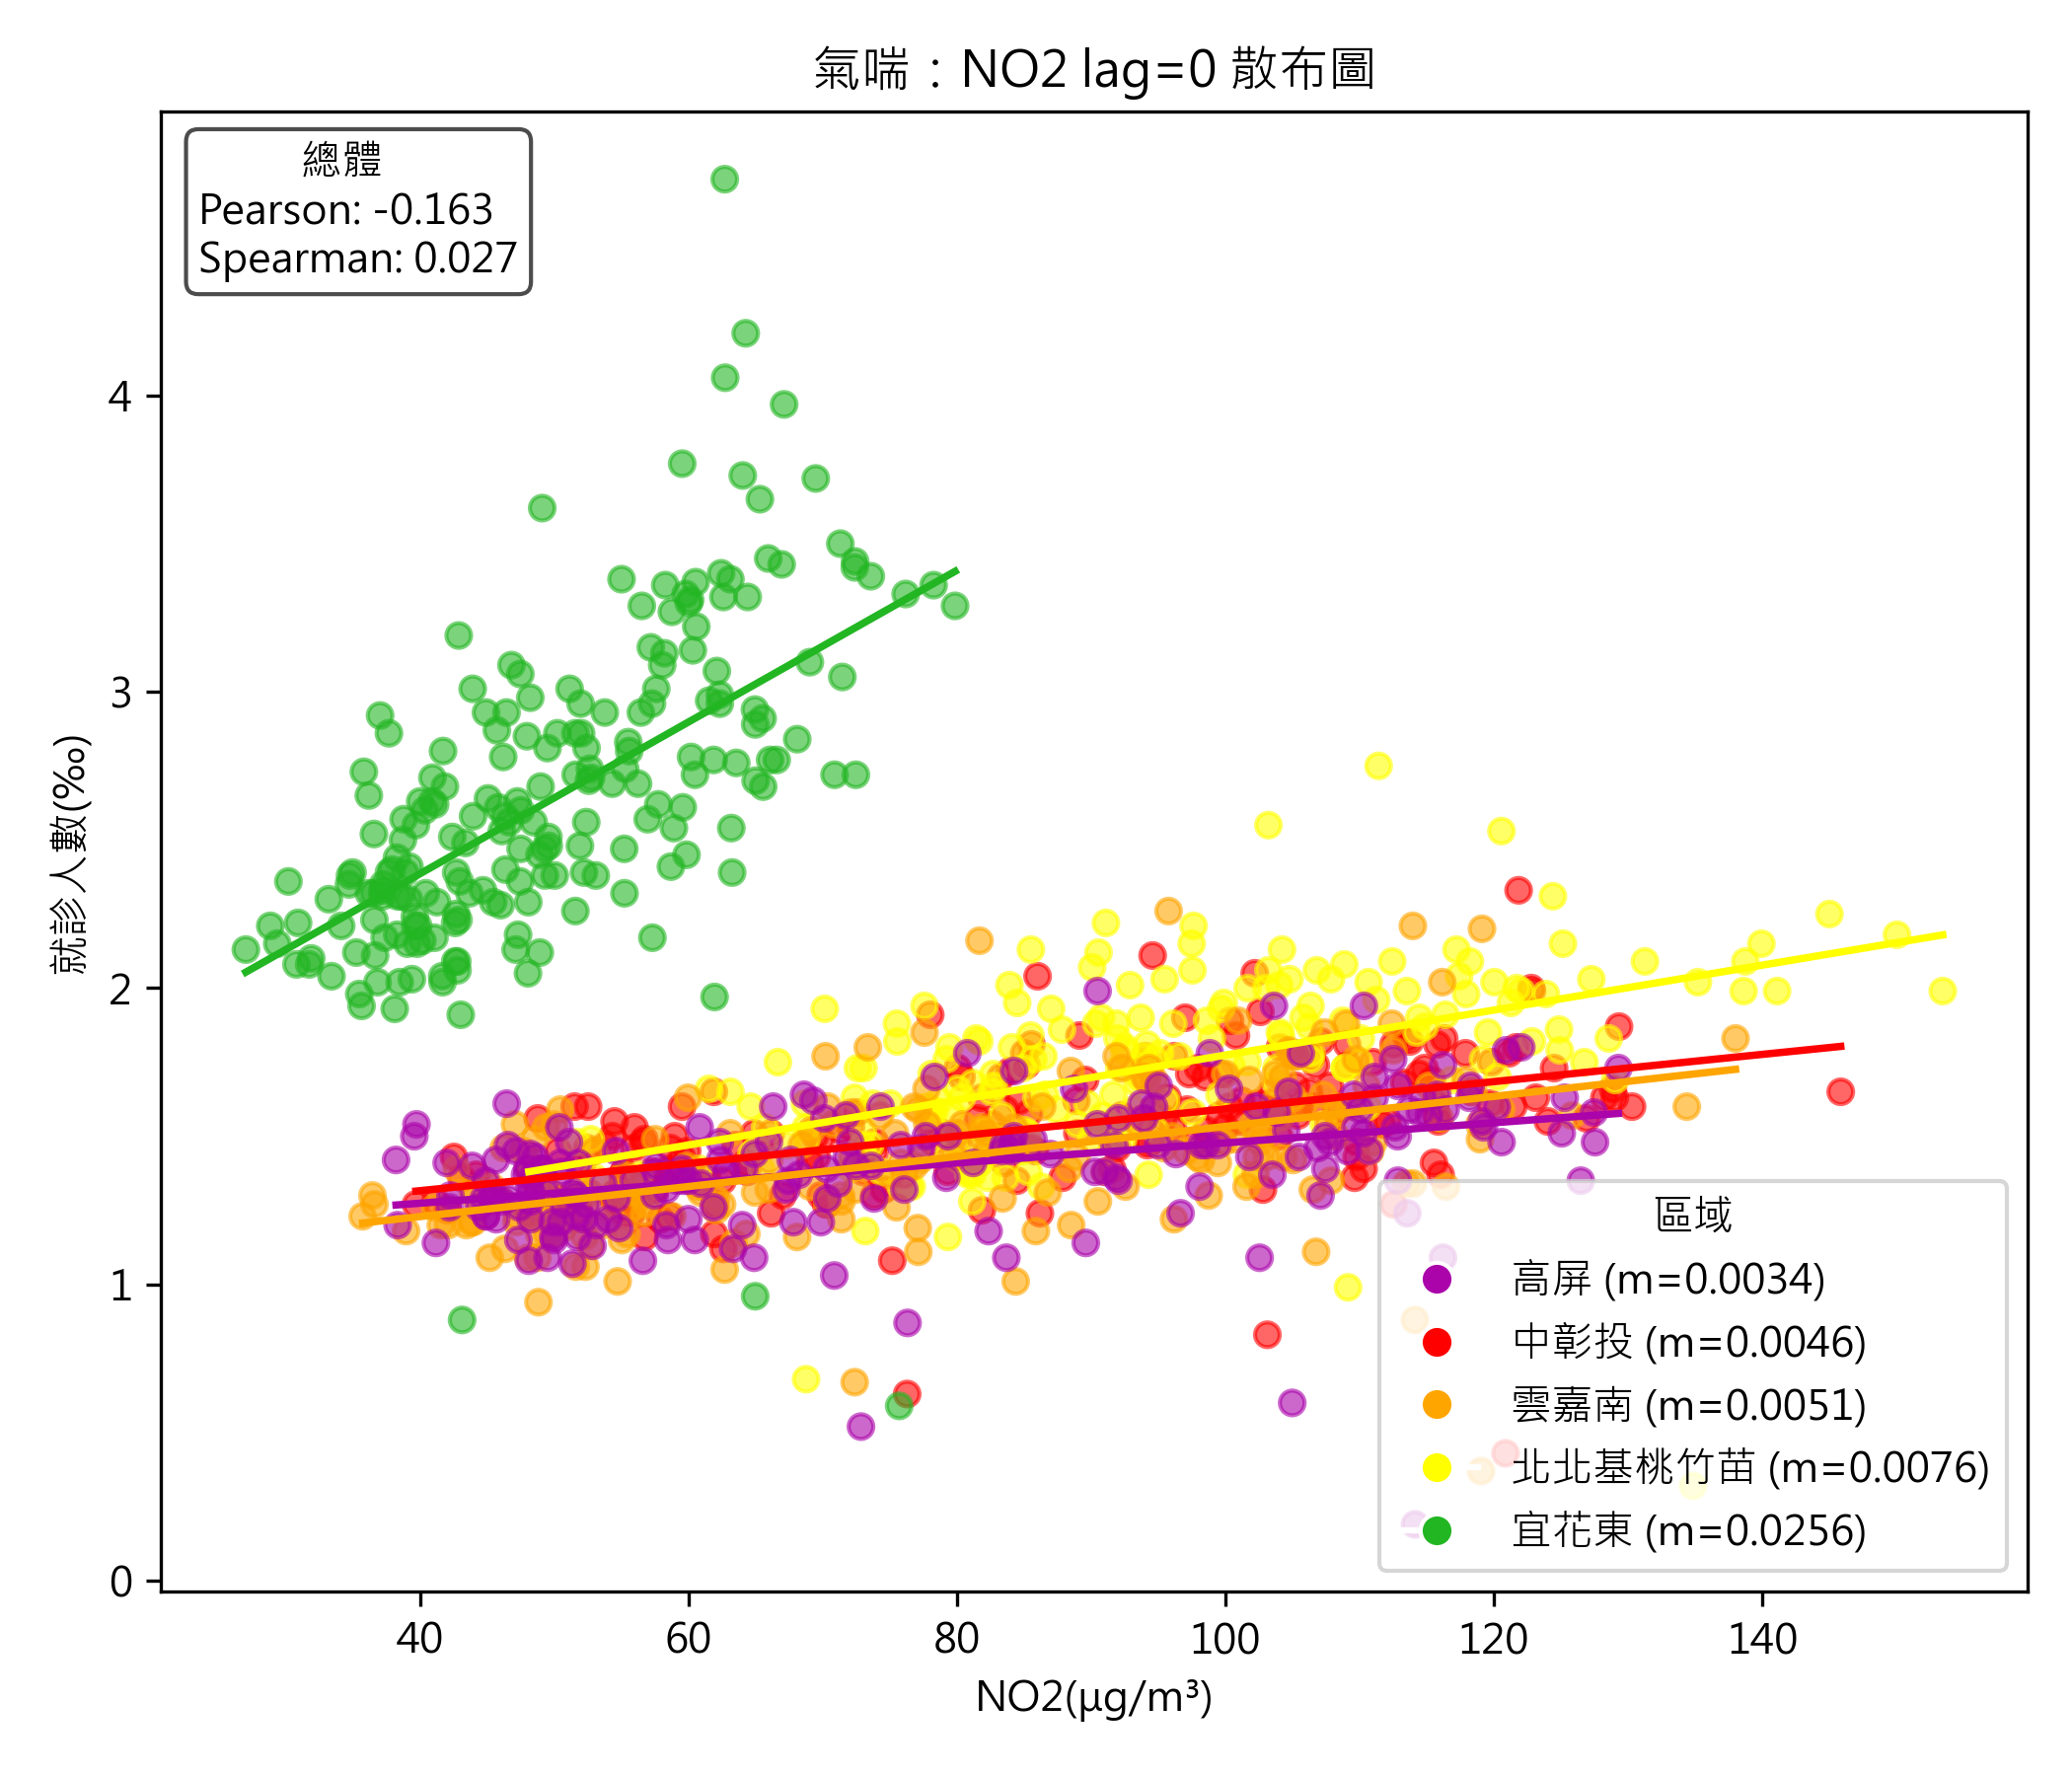 氣喘：NO2 lag=0 散布圖
總體
Pearson: -0.163
Spearman: 0.027
就診人數(‰)
4
3
2
1
0
40 60 80 100 120 140
NO2(μg/m³)
區域
高屏 (m=0.0034)
中彰投 (m=0.0046)
雲嘉南 (m=0.0051)
北北基桃竹苗 (m=0.0076)
宜花東 (m=0.0256)